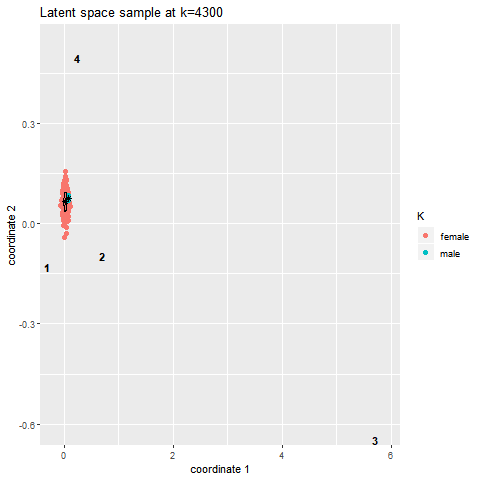 Latent space sample at k=4300
4
0.3
K
female
male
0.0
coordinate 2
2
1
-0.3
-0.6
3
0
2
4
6
coordinate 1